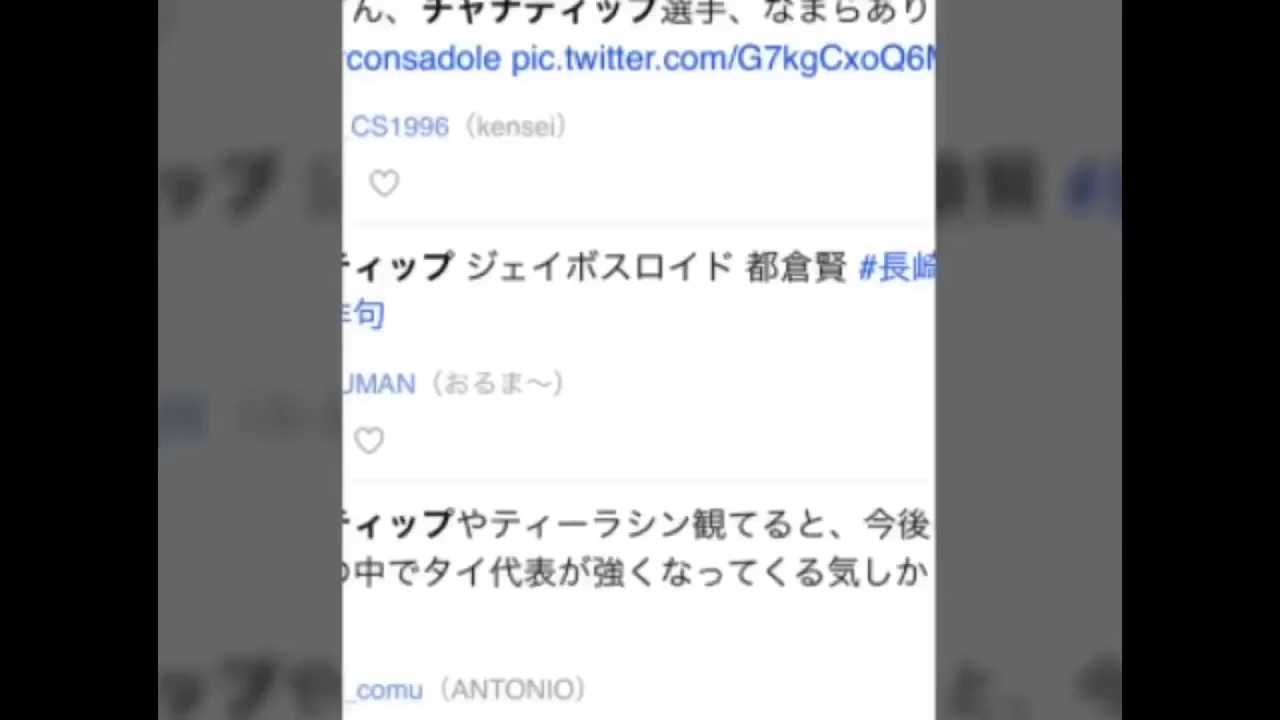 ん、チャナティップ選手、なまらあり
consadole pic.twitter.com/G7kgCxoQ6
_CS1996（kensei）
ティップ ジェイボスロイド 都倉賢 #長崎
句
UMAN（おるま〜）
ティップやティーラシン観てると、今後
の中でタイ代表が強くなってくる気しか
_comu（ANTONIO）